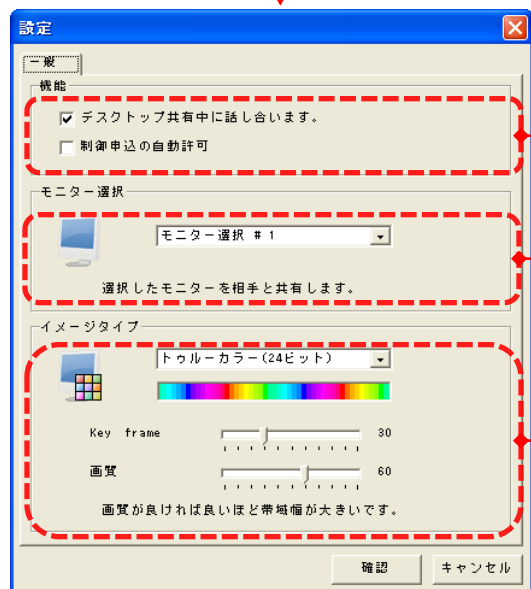 設定
一般
機能
デスクトップ共有中に話し合います。
制御申込の自動許可
モニター選択
モニター選択 # 1
選択したモニターを相手と共有します。
イメージタイプ
トゥルーカラー(24ビット)
Key frame 30
画質 60
画質が良ければ良いほど帯域幅が大きいです。
確認 キャンセル